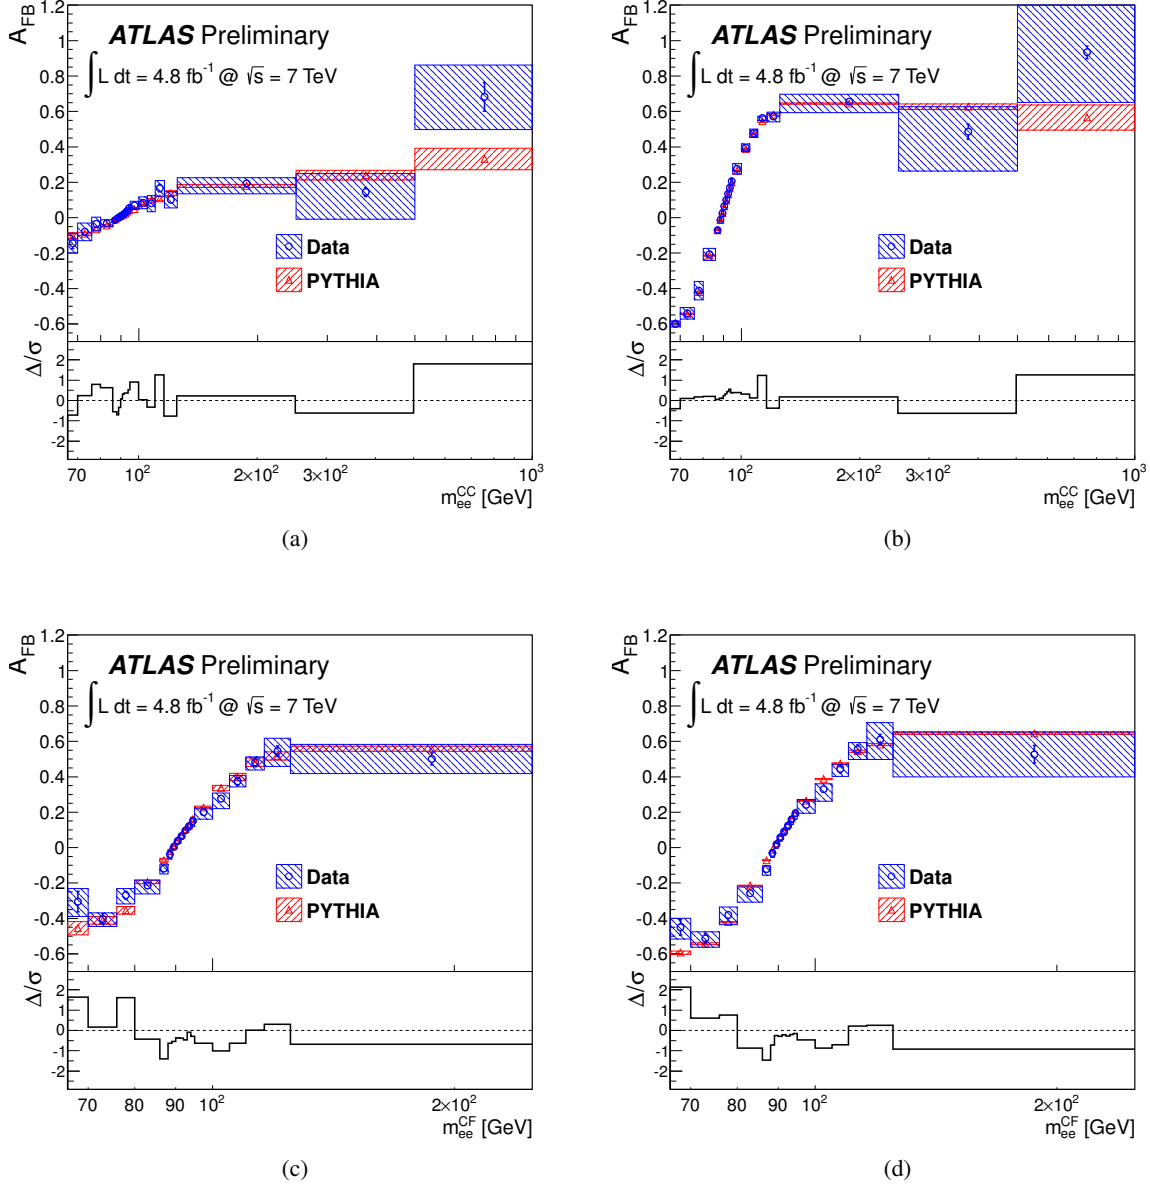 A_FB
ATLAS Preliminary
∫ L dt = 4.8 fb⁻¹ @ √s = 7 TeV
1.2
1
0.8
0.6
0.4
0.2
0
-0.2
-0.4
-0.6
Data
PYTHIA
Δ/σ
2
1
0
-1
-2
70
10²
2×10²
3×10²
10³
m_ee^CC [GeV]
(a)
A_FB
ATLAS Preliminary
∫ L dt = 4.8 fb⁻¹ @ √s = 7 TeV
1.2
1
0.8
0.6
0.4
0.2
0
-0.2
-0.4
-0.6
Data
PYTHIA
Δ/σ
2
1
0
-1
-2
70
10²
2×10²
3×10²
10³
m_ee^CC [GeV]
(b)
A_FB
ATLAS Preliminary
∫ L dt = 4.8 fb⁻¹ @ √s = 7 TeV
1.2
1
0.8
0.6
0.4
0.2
0
-0.2
-0.4
-0.6
Data
PYTHIA
Δ/σ
2
1
0
-1
-2
70
80
90
10²
2×10²
m_ee^CF [GeV]
(c)
A_FB
ATLAS Preliminary
∫ L dt = 4.8 fb⁻¹ @ √s = 7 TeV
1.2
1
0.8
0.6
0.4
0.2
0
-0.2
-0.4
-0.6
Data
PYTHIA
Δ/σ
2
1
0
-1
-2
70
80
90
10²
2×10²
m_ee^CF [GeV]
(d)